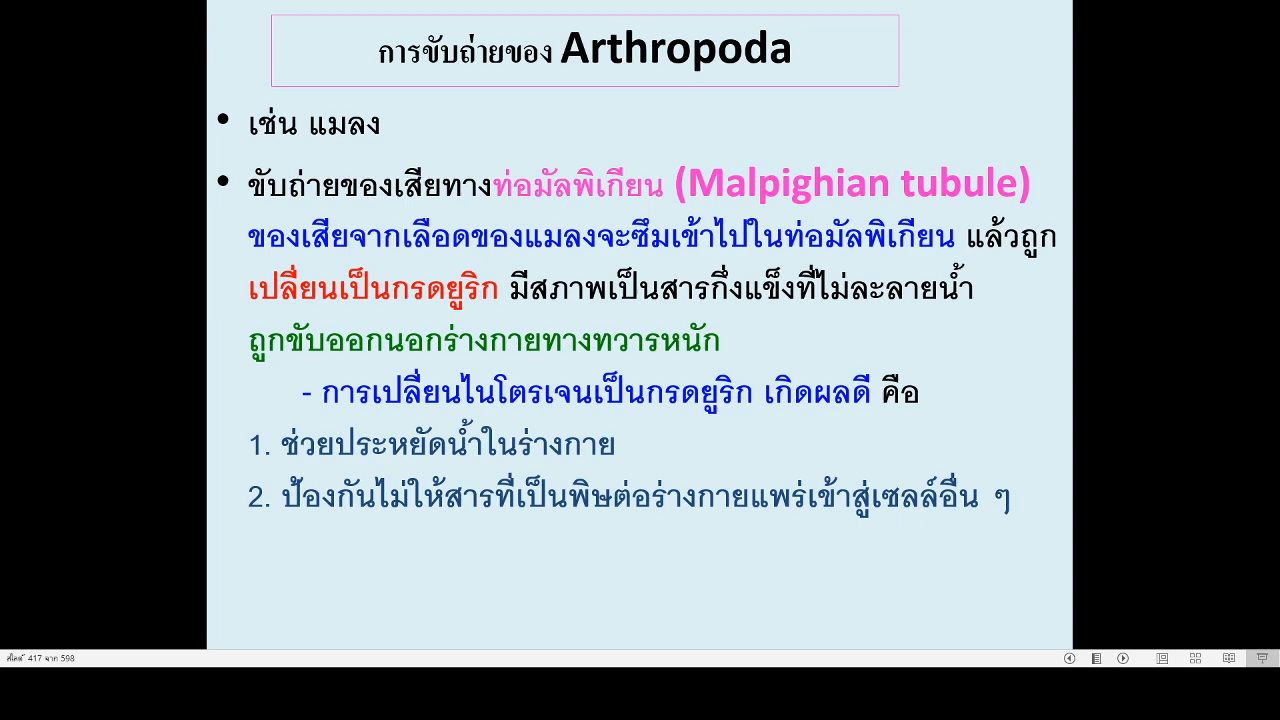 การขับถ่ายของ Arthropoda
• เช่น แมลง
• ขับถ่ายของเสียทางท่อมัลพิเกียน (Malpighian tubule)
ของเสียจากเลือดของแมลงจะซึมเข้าไปในท่อมัลพิเกียน แล้วถูก
เปลี่ยนเป็นกรดยูริก มีสภาพเป็นสารกึ่งแข็งที่ไม่ละลายน้ำ
ถูกขับออกนอกร่างกายทางทวารหนัก
- การเปลี่ยนไนโตรเจนเป็นกรดยูริก เกิดผลดี คือ
1. ช่วยประหยัดน้ำในร่างกาย
2. ป้องกันไม่ให้สารที่เป็นพิษต่อร่างกายแพร่เข้าสู่เซลล์อื่น ๆ
สไลด์ 417 จาก 598